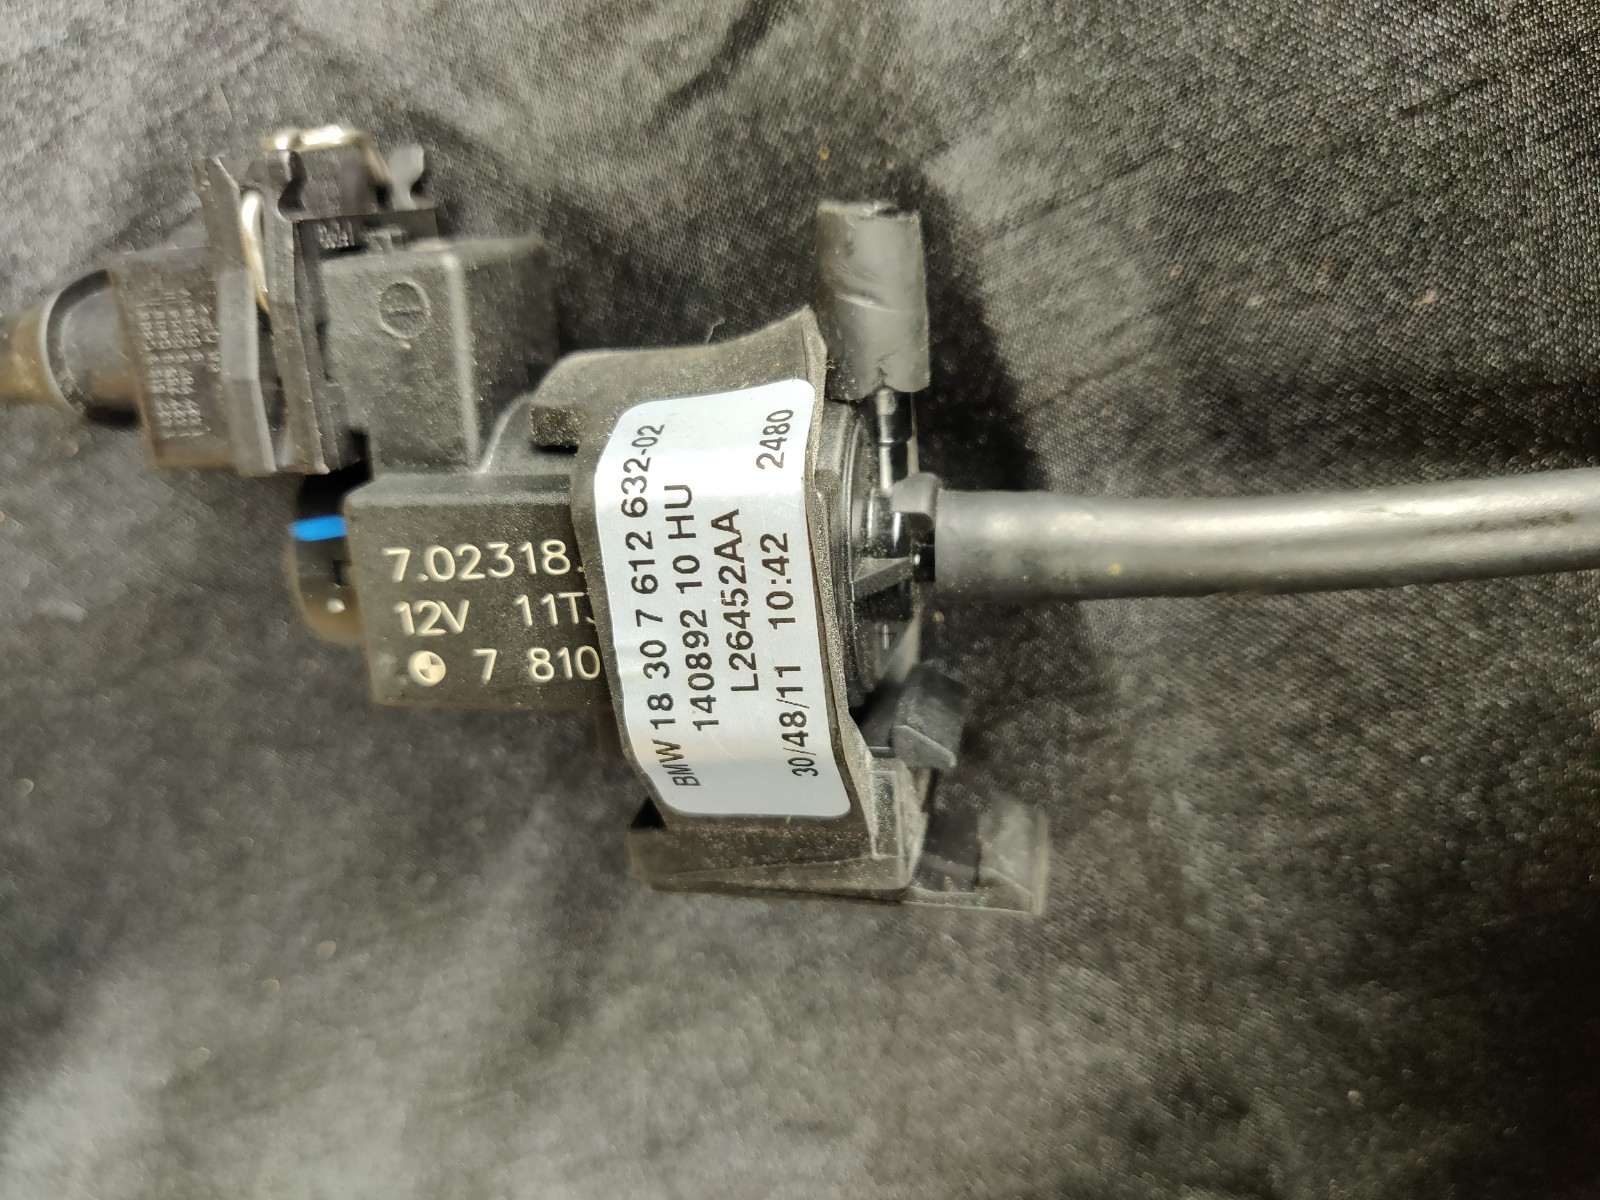 7.02318.
12V 11T
7 810
BMW 18 30 7 612 632-02
140892 10 HU
L26452AA
30/48/11 10:42 2480